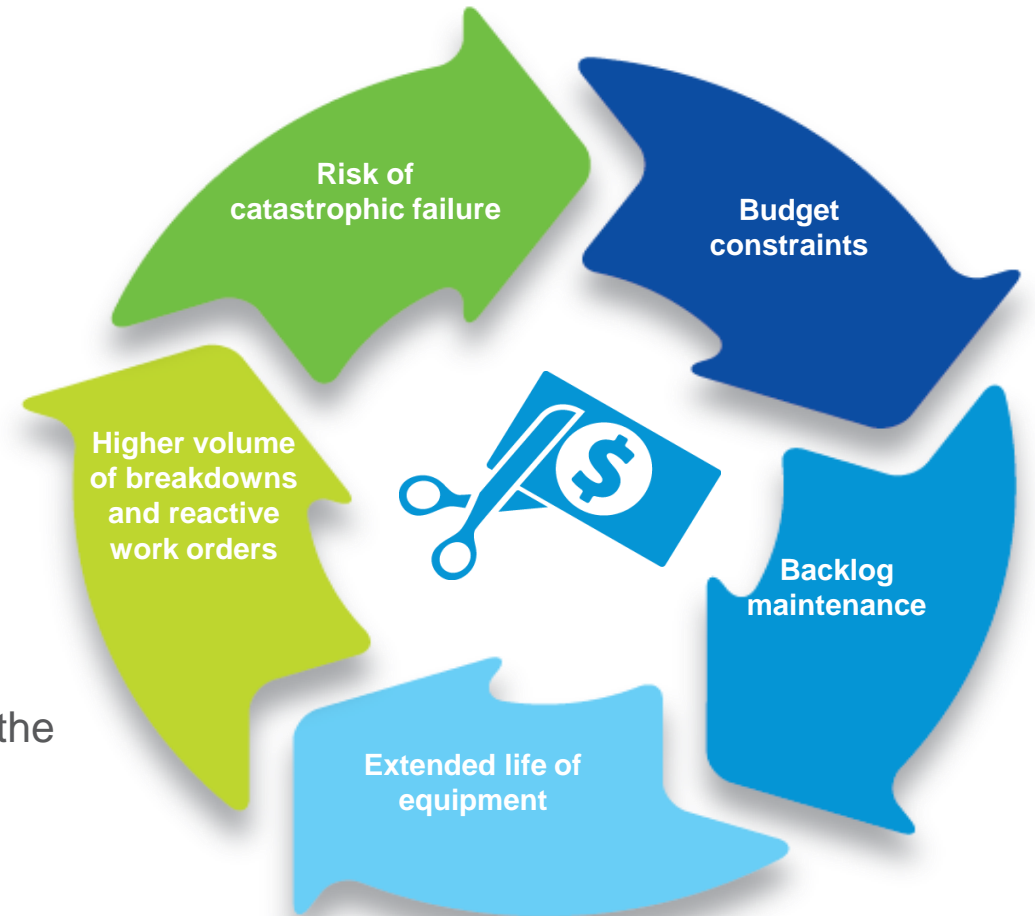 Risk of
catastrophic failure
Budget
constraints
Backlog
maintenance
Extended life of
equipment
Higher volume
of breakdowns
and reactive
work orders
$
the